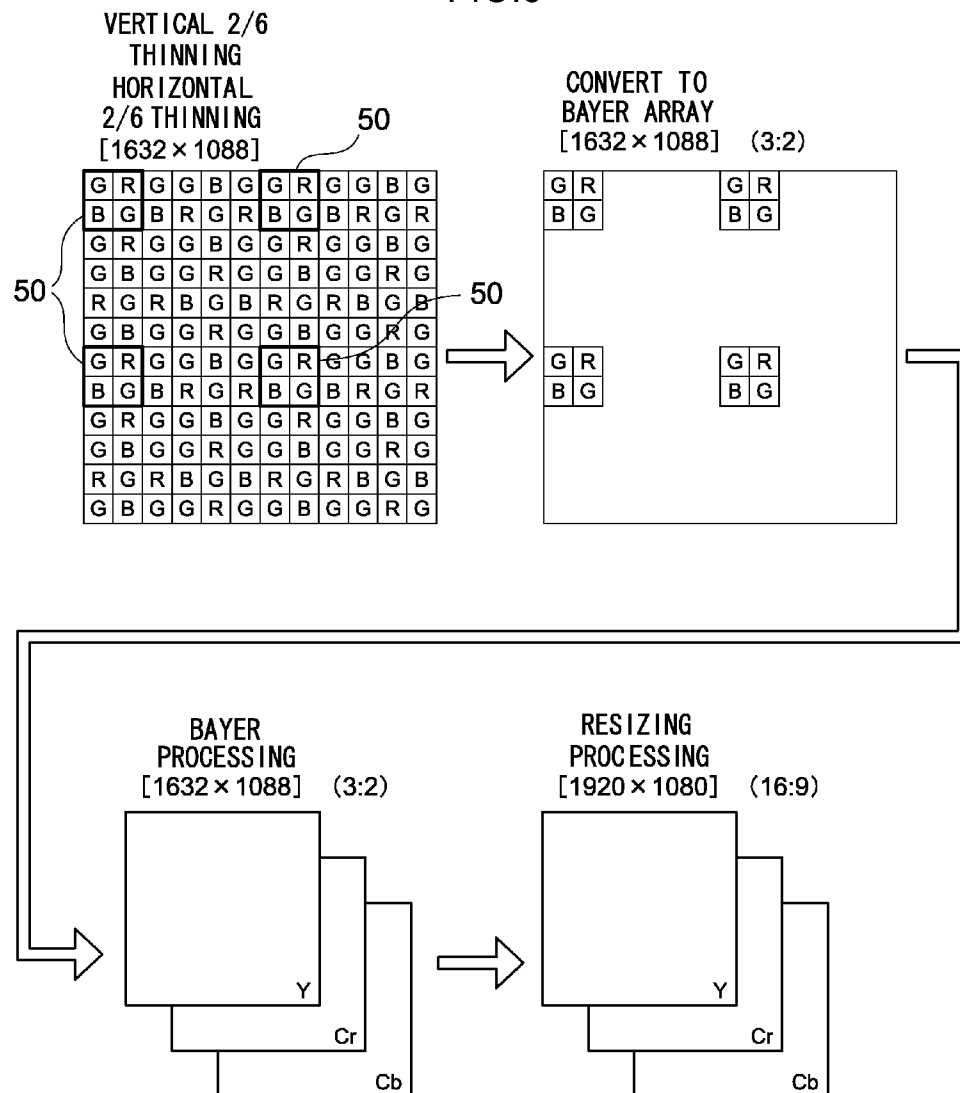 VERTICAL 2/6
THINNING
HORIZONTAL
2/6 THINNING
[1632×1088]
50
G R G G B G G R G G B G
B G B R G R B G B R G R
G R G G B G G R G G B G
G B G G R G G B G G R G
R G R B G B R G R B G B
G B G G R G G B G G R G
G R G G B G G R G G B G
B G B R G R B G B R G R
G R G G B G G R G G B G
G B G G R G G B G G R G
R G R B G B R G R B G B
G B G G R G G B G G R G
50
50
CONVERT TO
BAYER ARRAY
[1632×1088] (3:2)
G R G R
B G B G
G R G R
B G B G
BAYER
PROCESSING
[1632×1088] (3:2)
Y
Cr
Cb
RESIZING
PROCESSING
[1920×1080] (16:9)
Y
Cr
Cb